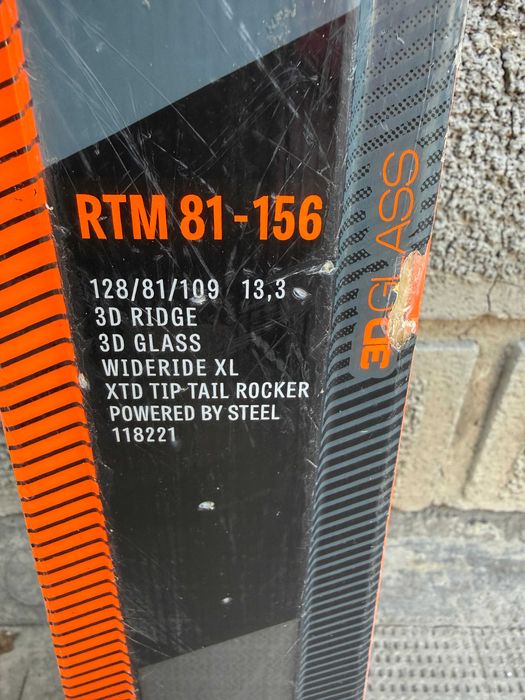 RTM 81-156
128/81/109 13,3
3D RIDGE
3D GLASS
WIDERIDE XL
XTD TIP TAIL ROCKER
POWERED BY STEEL
118221
3DGLASS